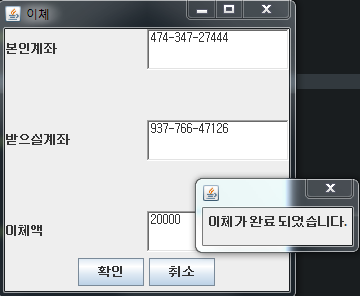 이체
본인계좌
474-347-27444
받으실계좌
937-766-47126
이체액
20000
이체가 완료 되었습니다.
확인
취소